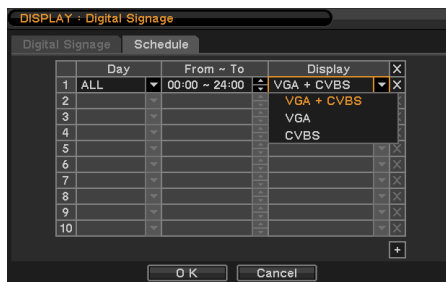 DISPLAY : Digital Signage
Digital Signage Schedule
Day From ~ To Display X
1 ALL 00:00 ~ 24:00 VGA + CVBS X
2 VGA + CVBS X
3 VGA X
4 CVBS X
5 X
6 X
7 X
8 X
9 X
10 X
+
O K Cancel